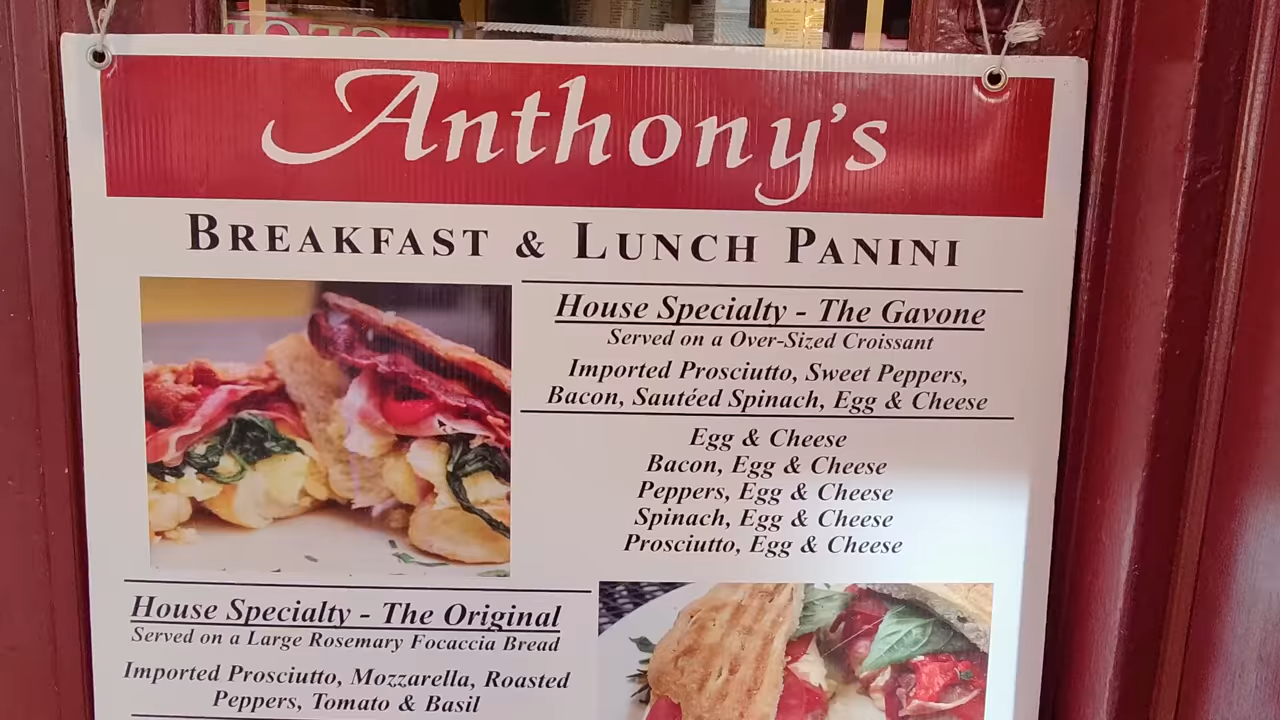 Anthony's
BREAKFAST & LUNCH PANINI
House Specialty - The Gavone
Served on a Over-Sized Croissant
Imported Prosciutto, Sweet Peppers,
Bacon, Sautéed Spinach, Egg & Cheese
Egg & Cheese
Bacon, Egg & Cheese
Peppers, Egg & Cheese
Spinach, Egg & Cheese
Prosciutto, Egg & Cheese
House Specialty - The Original
Served on a Large Rosemary Focaccia Bread
Imported Prosciutto, Mozzarella, Roasted
Peppers, Tomato & Basil